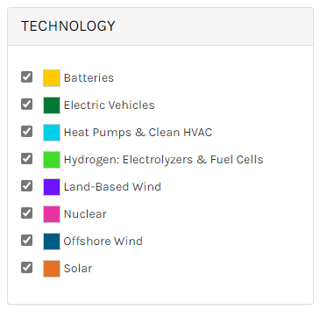 TECHNOLOGY
Batteries
Electric Vehicles
Heat Pumps & Clean HVAC
Hydrogen: Electrolyzers & Fuel Cells
Land-Based Wind
Nuclear
Offshore Wind
Solar